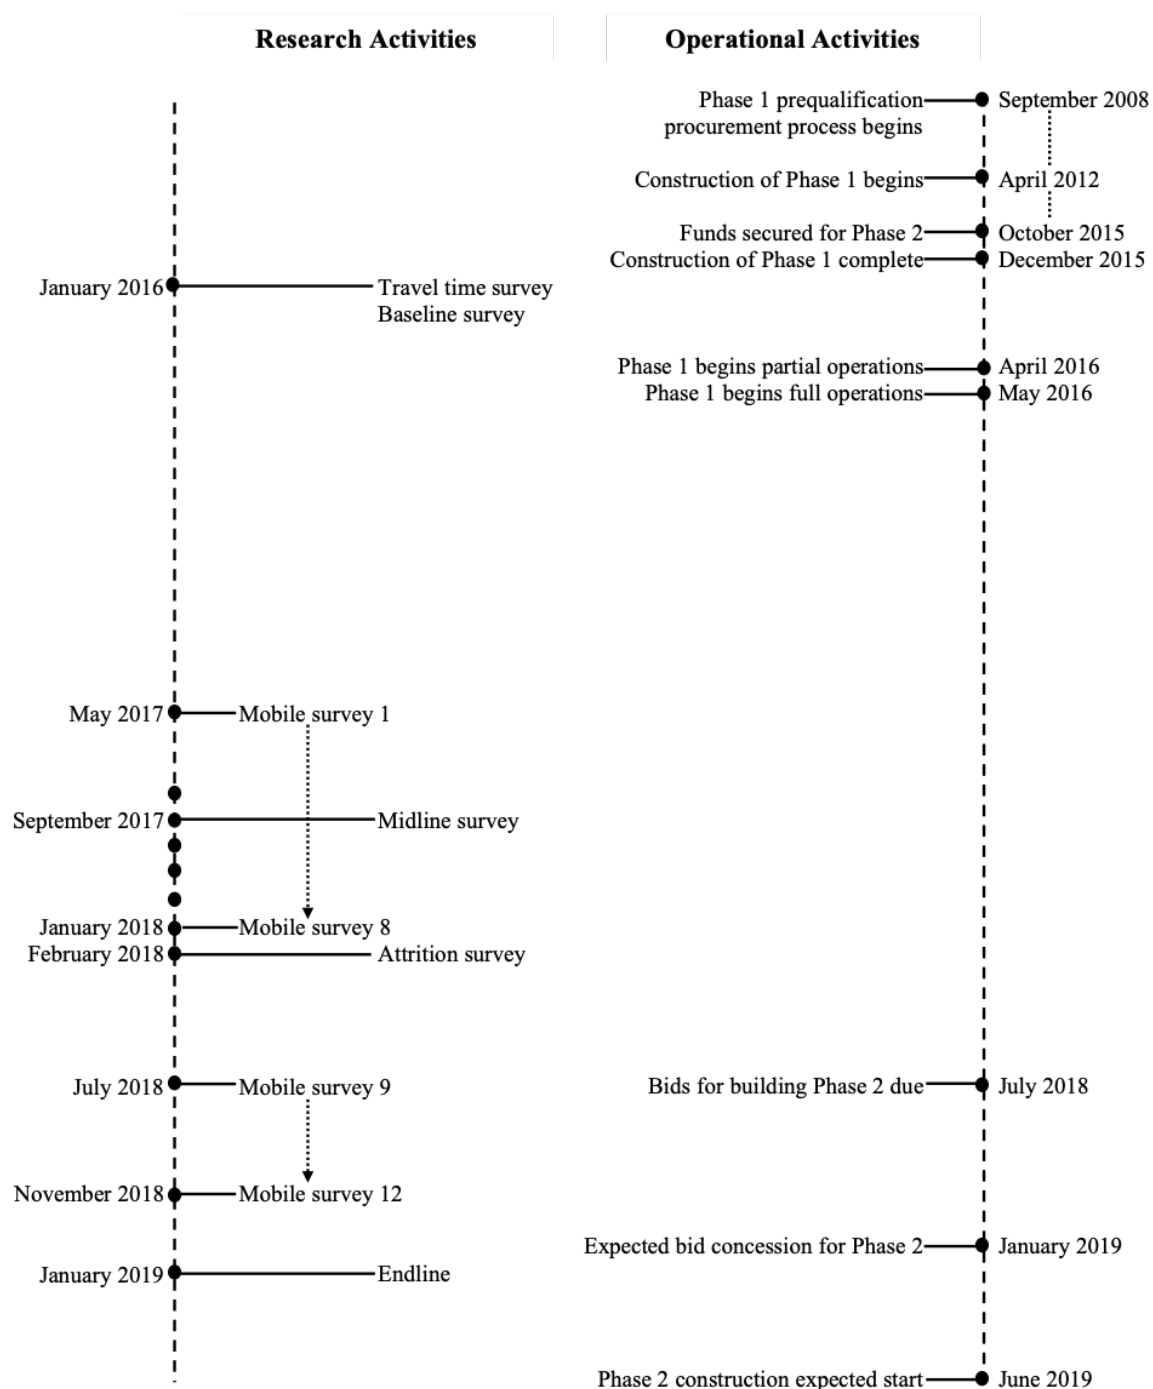 Research Activities
Operational Activities
Phase 1 prequalification September 2008
procurement process begins
Construction of Phase 1 begins April 2012
Funds secured for Phase 2 October 2015
Construction of Phase 1 complete December 2015
January 2016 Travel time survey
Baseline survey
Phase 1 begins partial operations April 2016
Phase 1 begins full operations May 2016
May 2017 Mobile survey 1
September 2017 Midline survey
January 2018 Mobile survey 8
February 2018 Attrition survey
July 2018 Mobile survey 9
Bids for building Phase 2 due July 2018
November 2018 Mobile survey 12
Expected bid concession for Phase 2 January 2019
January 2019 Endline
Phase 2 construction expected start June 2019